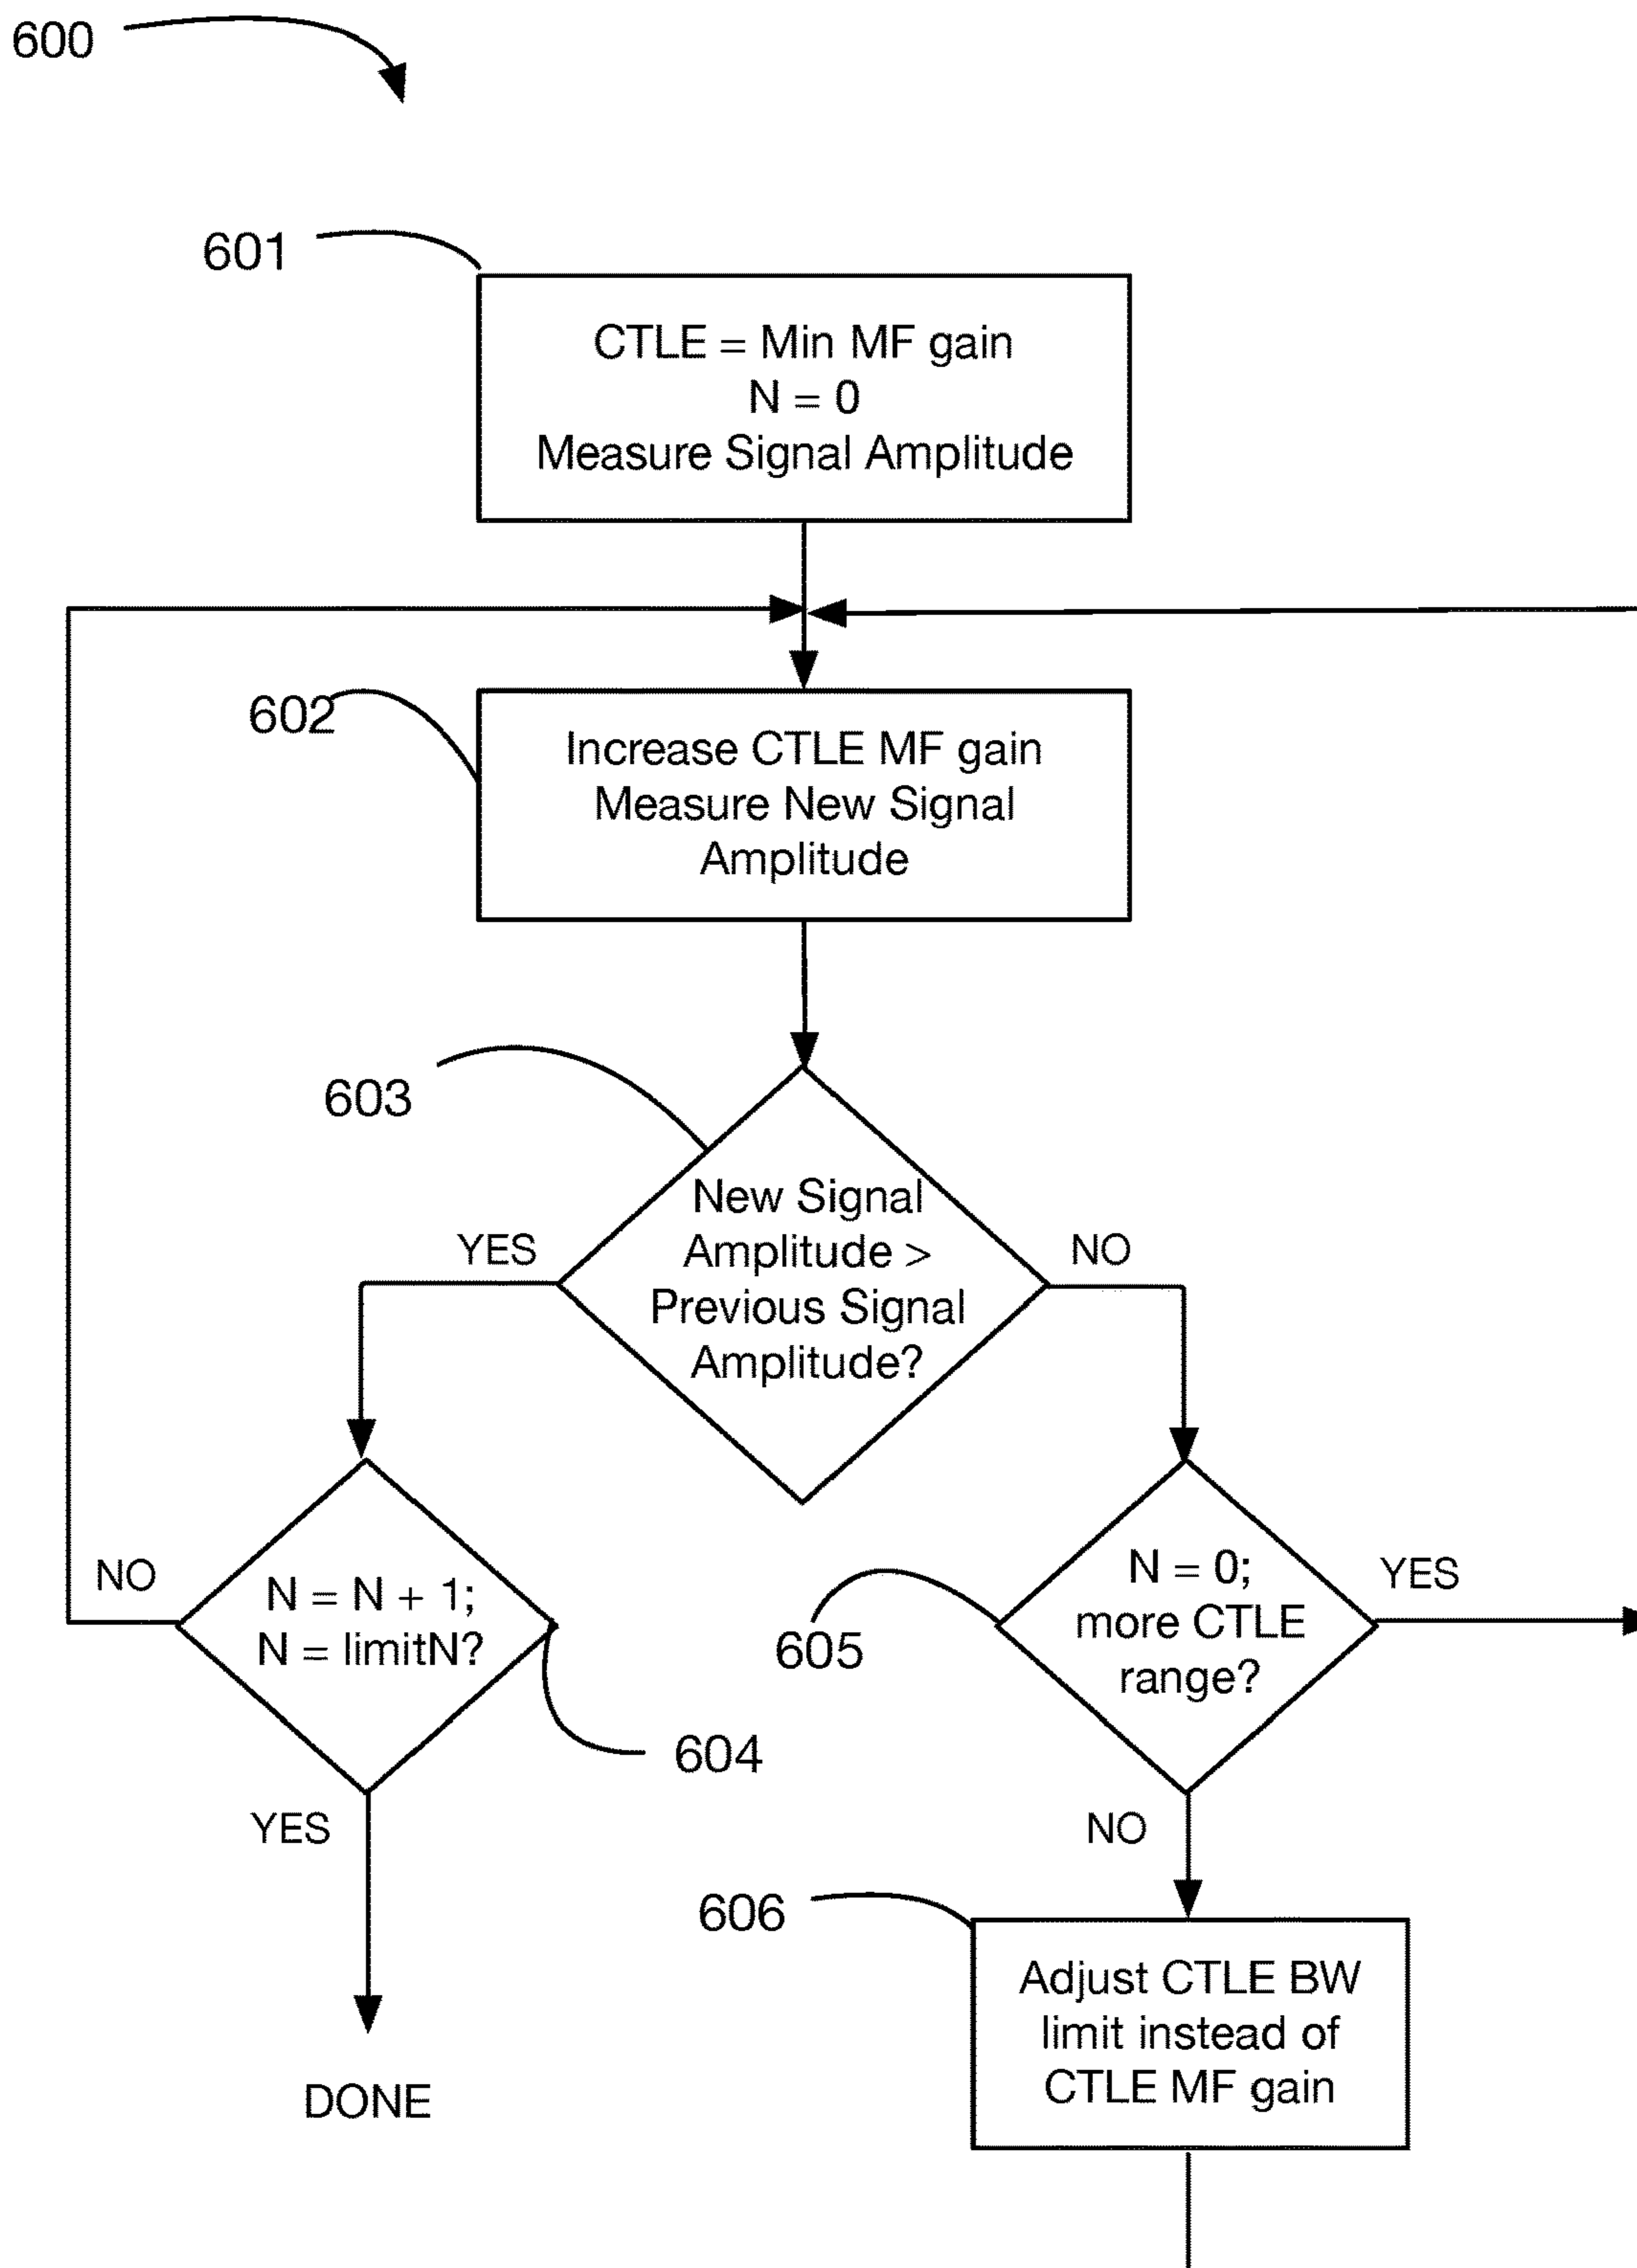 600
601
CTLE = Min MF gain
N = 0
Measure Signal Amplitude
602
Increase CTLE MF gain
Measure New Signal
Amplitude
603
New Signal
Amplitude >
Previous Signal
Amplitude?
YES
NO
NO
N = N + 1;
N = limitN?
604
605
N = 0;
more CTLE
range?
YES
YES
DONE
NO
606
Adjust CTLE BW
limit instead of
CTLE MF gain